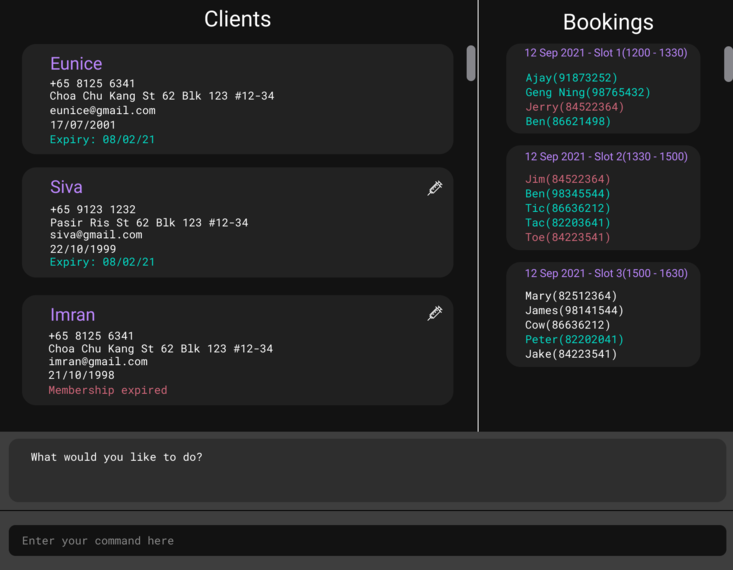 Clients
Eunice
+65 8125 6341
Choa Chu Kang St 62 Blk 123 #12-34
eunice@gmail.com
17/07/2001
Expiry: 08/02/21
Siva
+65 9123 1232
Pasir Ris St 62 Blk 123 #12-34
siva@gmail.com
22/10/1999
Expiry: 08/02/21
Imran
+65 8125 6341
Choa Chu Kang St 62 Blk 123 #12-34
imran@gmail.com
21/10/1998
Membership expired
Bookings
12 Sep 2021 - Slot 1(1200 - 1330)
Ajay(91873252)
Geng Ning(98765432)
Jerry(84522364)
Ben(86621498)
12 Sep 2021 - Slot 2(1330 - 1500)
Jim(84522364)
Ben(98345544)
Tic(86636212)
Tac(82203641)
Toe(84223541)
12 Sep 2021 - Slot 3(1500 - 1630)
Mary(82512364)
James(98141544)
Cow(86636212)
Peter(82202041)
Jake(84223541)
What would you like to do?
Enter your command here